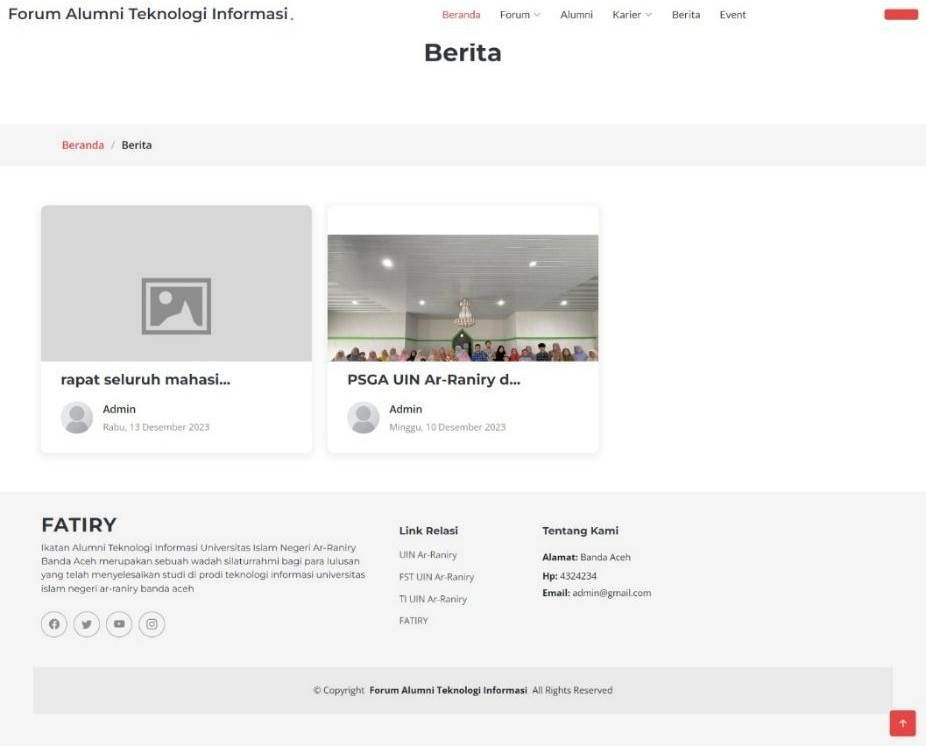 Forum Alumni Teknologi Informasi.
Beranda Forum Alumni Karier Berita Event
Berita
Beranda / Berita
rapat seluruh mahasi...
Admin
Rabu, 13 Desember 2023
PSGA UIN Ar-Raniry d...
Admin
Minggu, 10 Desember 2023
FATIRY
Ikatan Alumni Teknologi Informasi Universitas Islam Negeri Ar-Raniry
Banda Aceh merupakan sebuah wadah silaturrahmi bagi para lulusan
yang telah menyelesaikan studi di prodi teknologi informasi universitas
islam negeri ar-raniry banda aceh
Link Relasi
UIN Ar-Raniry
FST UIN Ar-Raniry
TI UIN Ar-Raniry
FATIRY
Tentang Kami
Alamat: Banda Aceh
Hp: 4324234
Email: admin@gmail.com
© Copyright Forum Alumni Teknologi Informasi All Rights Reserved